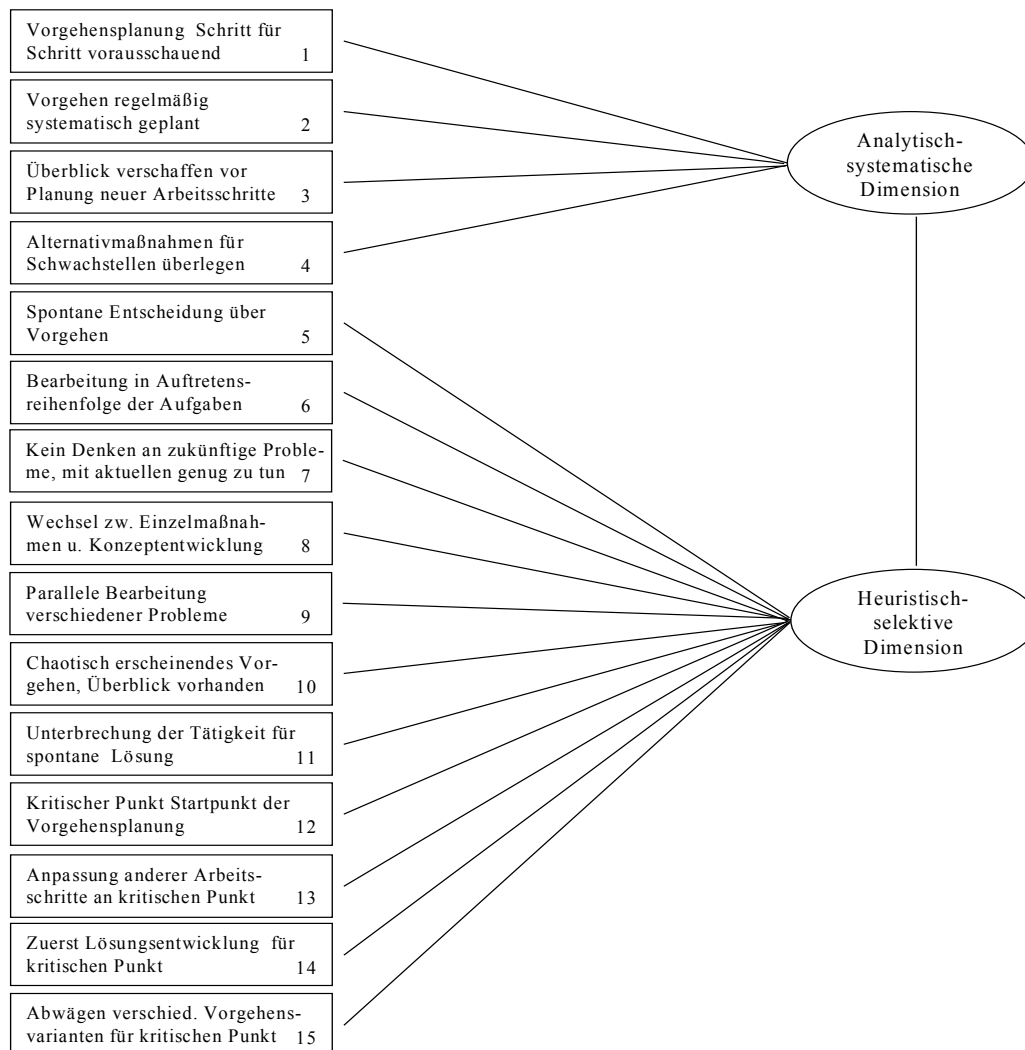 Vorgehensplanung Schritt für
Schritt vorausschauend 1
Vorgehen regelmäßig
systematisch geplant 2
Überblick verschaffen vor
Planung neuer Arbeitsschritte 3
Alternativmaßnahmen für
Schwachstellen überlegen 4
Spontane Entscheidung über
Vorgehen 5
Bearbeitung in Auftretens-
reihenfolge der Aufgaben 6
Kein Denken an zukünftige Proble-
me, mit aktuellen genug zu tun 7
Wechsel zw. Einzelmaßnah-
men u. Konzeptentwicklung 8
Parallele Bearbeitung
verschiedener Probleme 9
Chaotisch erscheinendes Vor-
gehen, Überblick vorhanden 10
Unterbrechung der Tätigkeit für
spontane Lösung 11
Kritischer Punkt Startpunkt der
Vorgehensplanung 12
Anpassung anderer Arbeits-
schritte an kritischen Punkt 13
Zuerst Lösungsentwicklung für
kritischen Punkt 14
Abwägen verschied. Vorgehens-
varianten für kritischen Punkt 15
Analytisch-
systematische
Dimension
Heuristisch-
selektive
Dimension